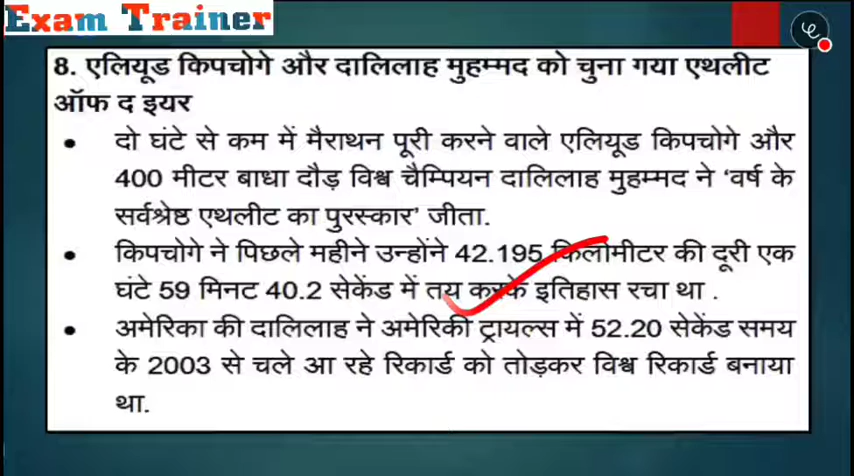 Exam Trainer
8. एलियूड किपचोगे और दालिलाह मुहम्मद को चुना गया एथलीट
ऑफ द इयर
• दो घंटे से कम में मैराथन पूरी करने वाले एलियूड किपचोगे और
400 मीटर बाधा दौड़ विश्व चैम्पियन दालिलाह मुहम्मद ने ‘वर्ष के
सर्वश्रेष्ठ एथलीट का पुरस्कार’ जीता.
• किपचोगे ने पिछले महीने उन्होंने 42.195 किलोमीटर की दूरी एक
घंटे 59 मिनट 40.2 सेकेंड में तय करके इतिहास रचा था .
• अमेरिका की दालिलाह ने अमेरिकी ट्रायल्स में 52.20 सेकेंड समय
के 2003 से चले आ रहे रिकार्ड को तोड़कर विश्व रिकार्ड बनाया
था.